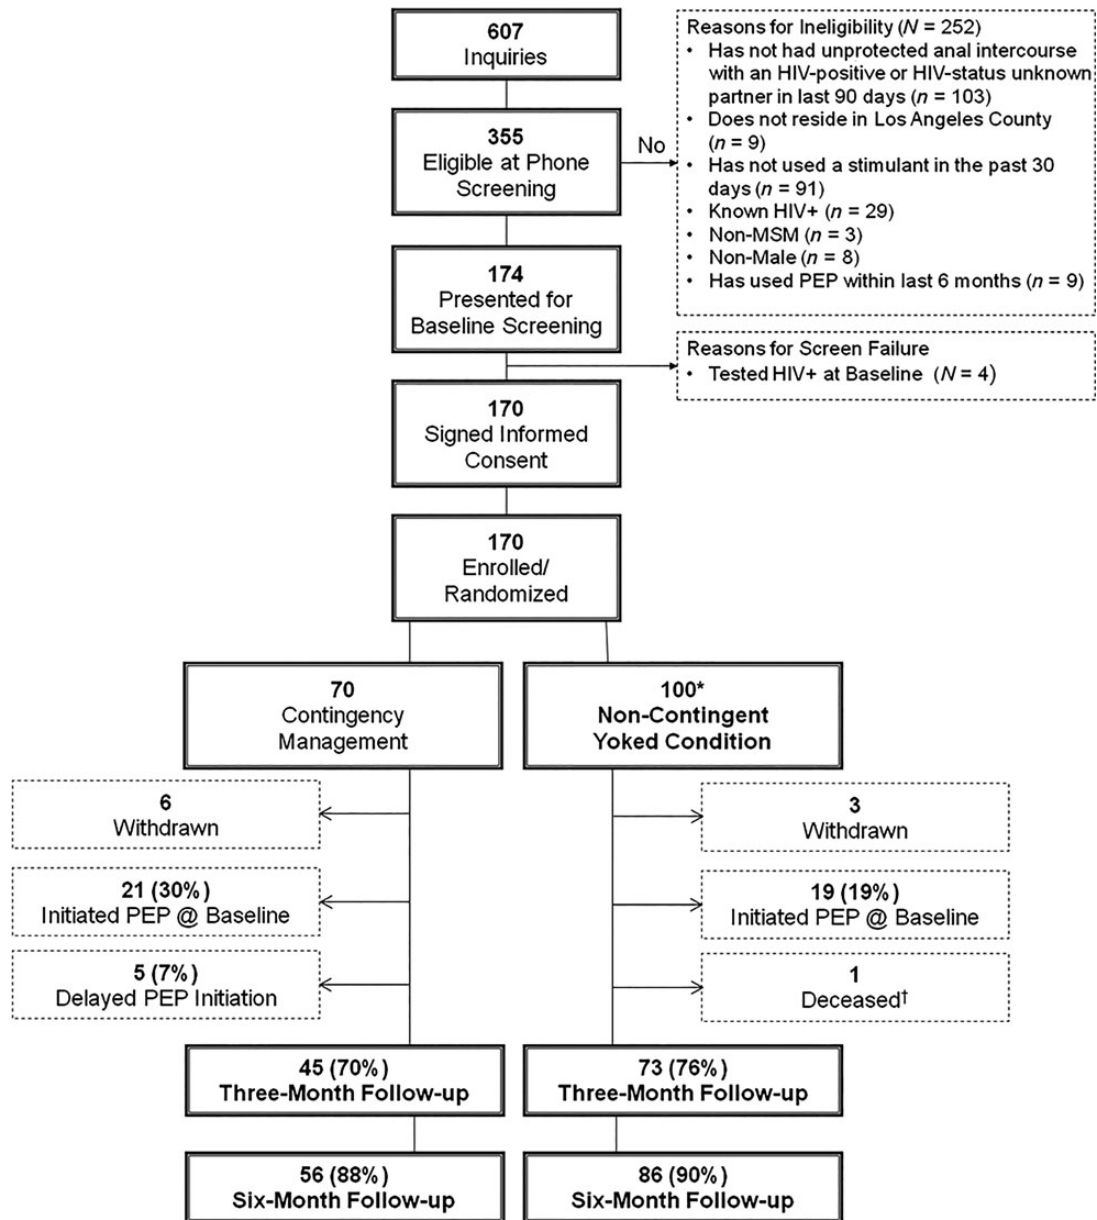 607
Inquiries
Reasons for Ineligibility (N = 252)
• Has not had unprotected anal intercourse
with an HIV-positive or HIV-status unknown
partner in last 90 days (n = 103)
• Does not reside in Los Angeles County
(n = 9)
• Has not used a stimulant in the past 30
days (n = 91)
• Known HIV+ (n = 29)
• Non-MSM (n = 3)
• Non-Male (n = 8)
• Has used PEP within last 6 months (n = 9)
355
Eligible at Phone
Screening
No
174
Presented for
Baseline Screening
Reasons for Screen Failure
• Tested HIV+ at Baseline (N = 4)
170
Signed Informed
Consent
170
Enrolled/
Randomized
70
Contingency
Management
100*
Non-Contingent
Yoked Condition
6
Withdrawn
3
Withdrawn
21 (30%)
Initiated PEP @ Baseline
19 (19%)
Initiated PEP @ Baseline
5 (7%)
Delayed PEP Initiation
1
Deceased†
45 (70%)
Three-Month Follow-up
73 (76%)
Three-Month Follow-up
56 (88%)
Six-Month Follow-up
86 (90%)
Six-Month Follow-up